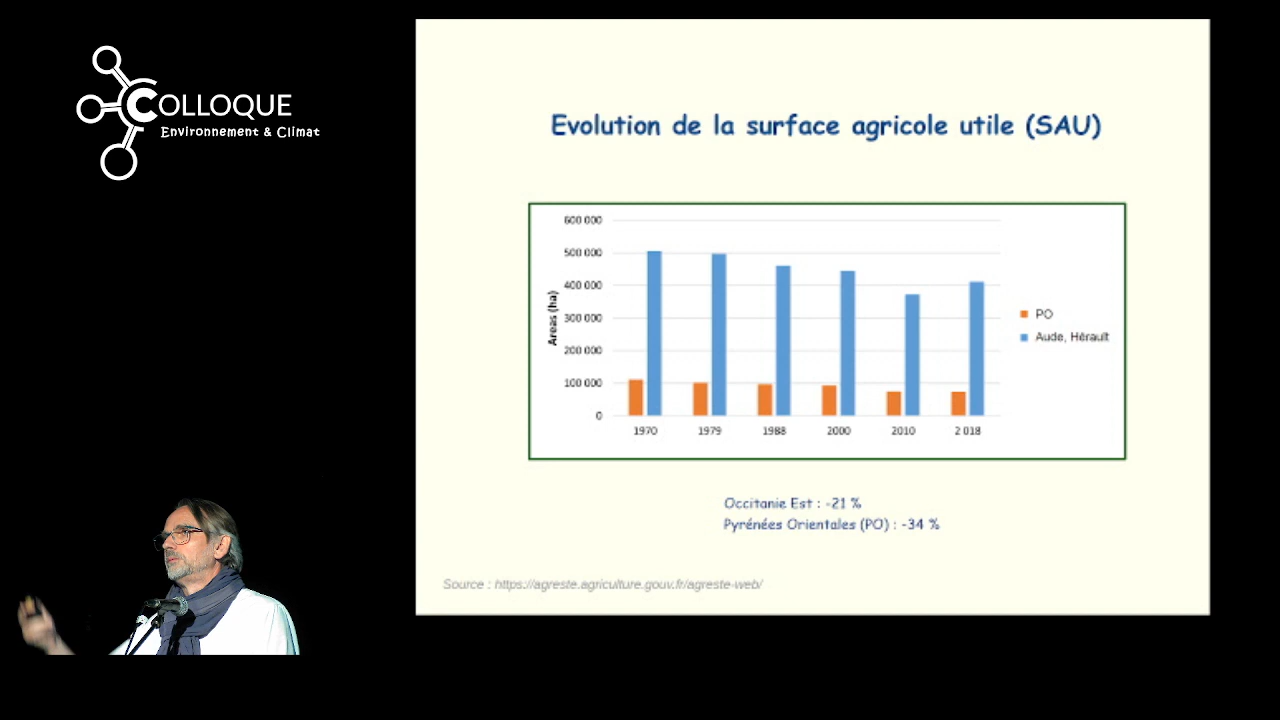 COLLOQUE
Environnement & Climat
Evolution de la surface agricole utile (SAU)
600 000
500 000
400 000
300 000
200 000
100 000
0
Areas (ha)
1970 1979 1988 2000 2010 2 018
PO
Aude, Hérault
Occitanie Est : -21 %
Pyrénées Orientales (PO) : -34 %
Source : https://agreste.agriculture.gouv.fr/agreste-web/